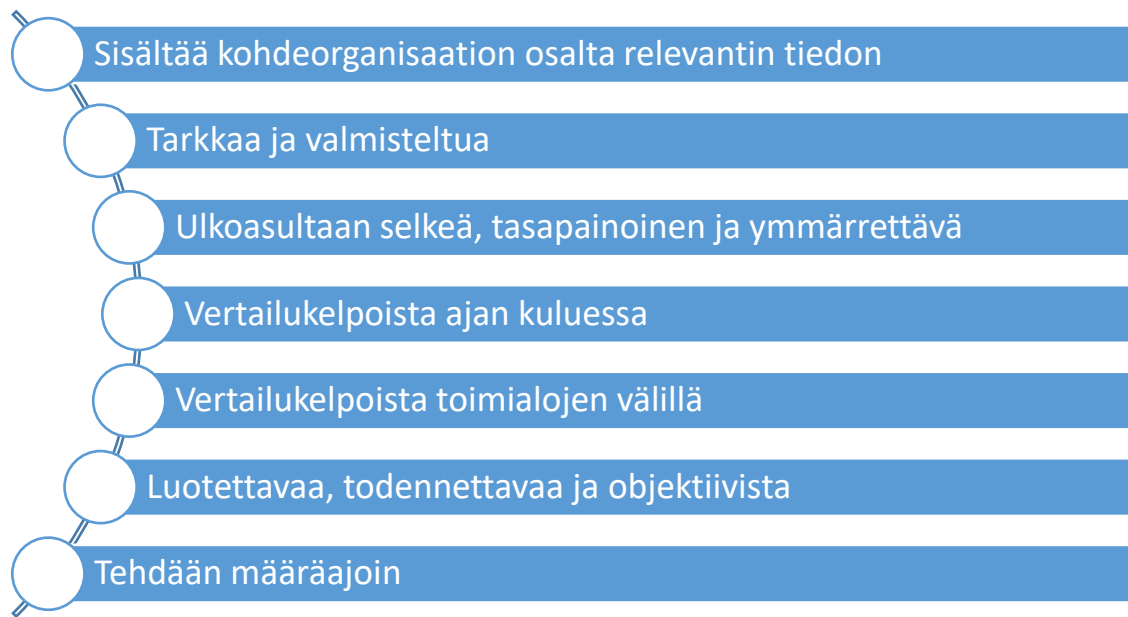 Sisältää kohdeorganisaation osalta relevantin tiedon
Tarkkaa ja valmisteltua
Ulkoasultaan selkeä, tasapainoinen ja ymmärrettävä
Vertailukelpoista ajan kuluessa
Vertailukelpoista toimialojen välillä
Luotettavaa, todennettavaa ja objektiivista
Tehdään määräajoin